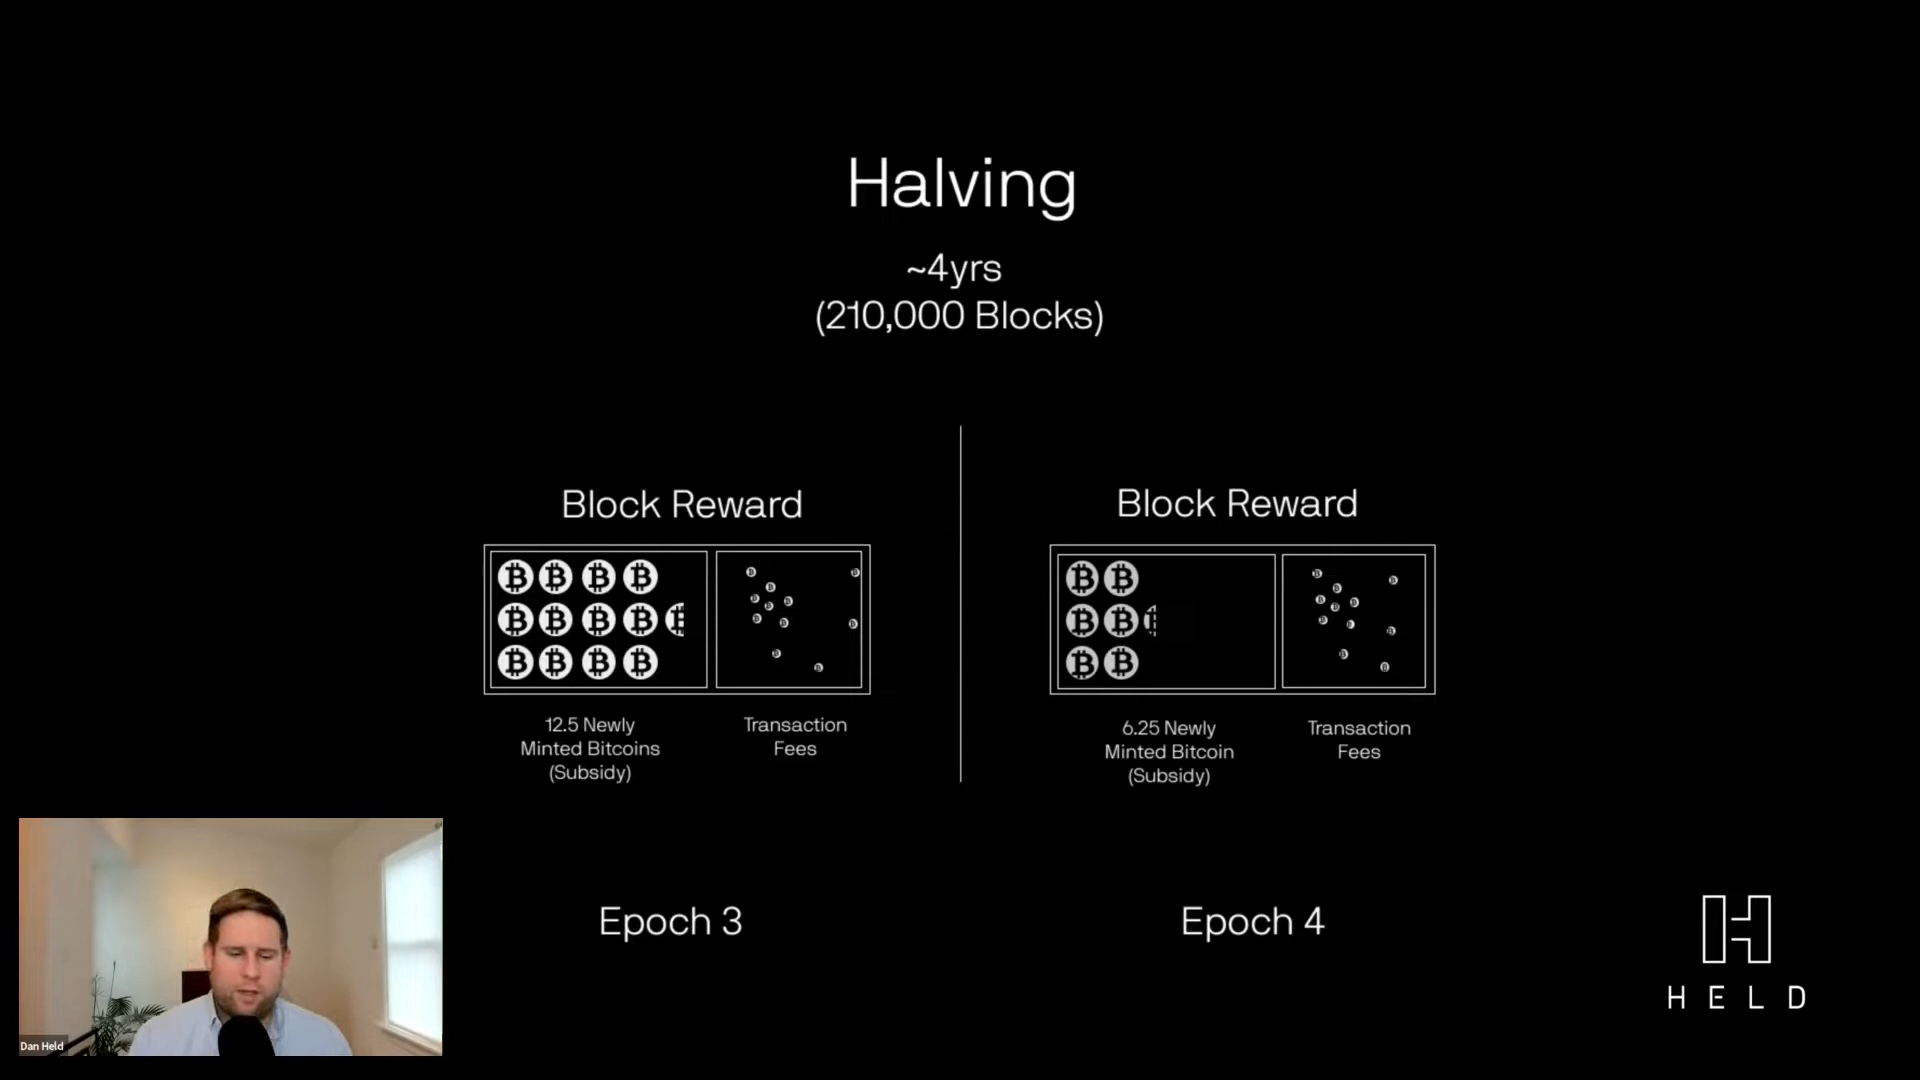 Halving
~4yrs
(210,000 Blocks)
Block Reward
12.5 Newly
Minted Bitcoins
(Subsidy)
Transaction
Fees
Epoch 3
Block Reward
6.25 Newly
Minted Bitcoin
(Subsidy)
Transaction
Fees
Epoch 4
Dan Held
HELD